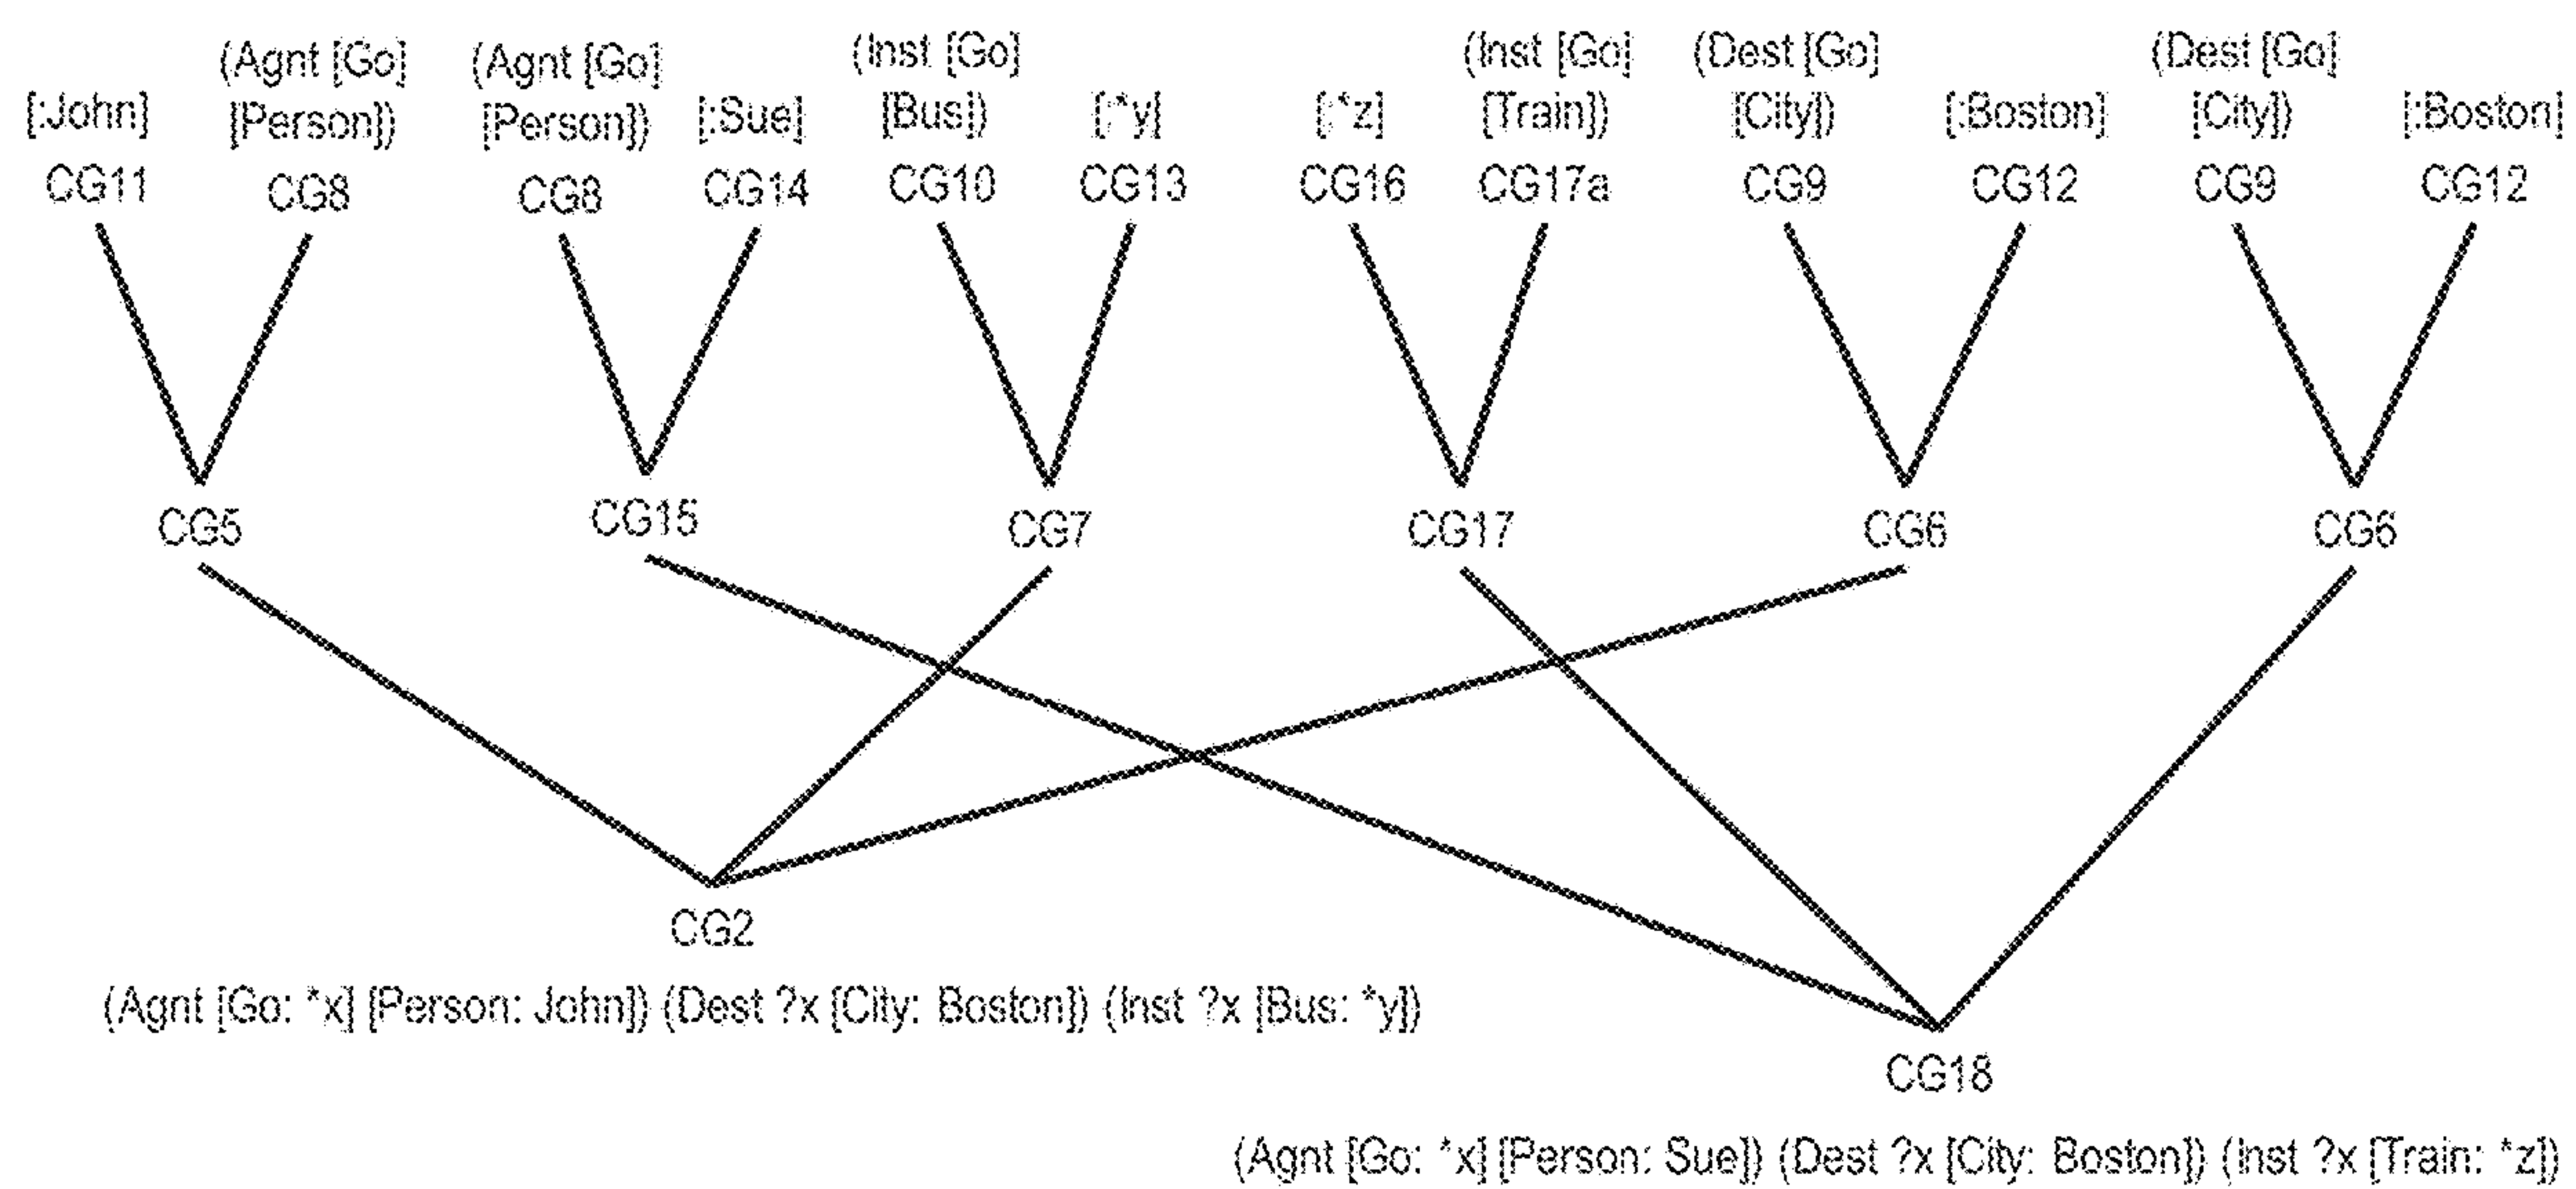 [:John]
(Agnt [Go]
[Person])
(Agnt [Go]
[Person])
[:Sue]
(Inst [Go]
[Bus])
[:*y]
[:*z]
(Inst [Go]
[Train])
(Dest [Go]
[City])
[:Boston]
(Dest [Go]
[City])
[:Boston]
CG11
CG8
CG8
CG14
CG10
CG13
CG16
CG17a
CG9
CG12
CG9
CG12
CG5
CG15
CG7
CG17
CG6
CG6
CG2
(Agnt [Go: *x] [Person: John]) (Dest ?x [City: Boston]) (Inst ?x [Bus: *y])
CG18
(Agnt [Go: *x] [Person: Sue]) (Dest ?x [City: Boston]) (Inst ?x [Train: *z])